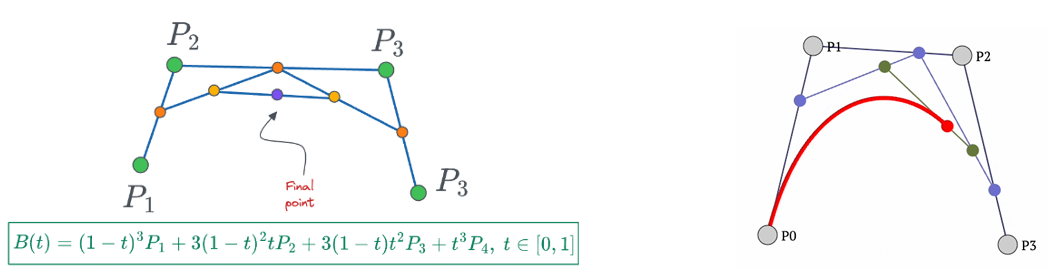 P₂
P₃
P₁
P₃
Final
point
B(t) = (1 − t)³P₁ + 3(1 − t)²tP₂ + 3(1 − t)t²P₃ + t³P₄, t ∈ [0, 1]
P1
P2
P0
P3